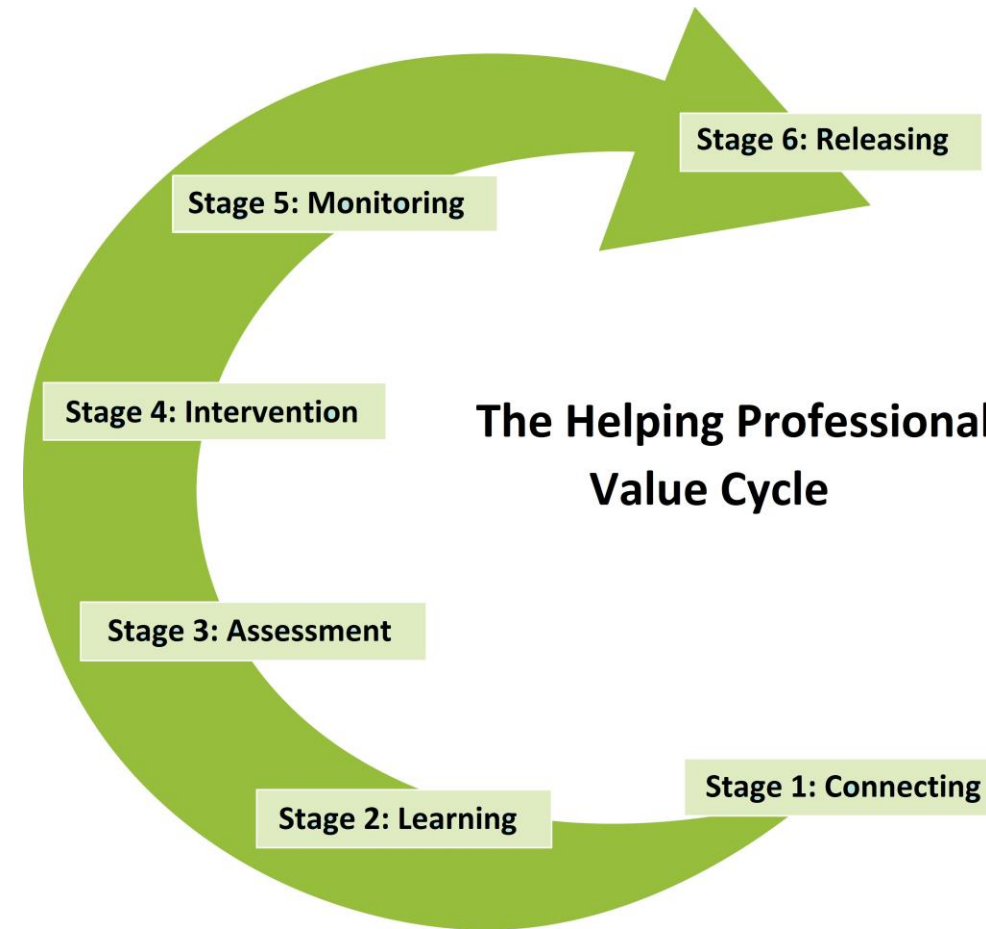 Stage 6: Releasing
Stage 5: Monitoring
Stage 4: Intervention
The Helping Professional
Value Cycle
Stage 3: Assessment
Stage 1: Connecting
Stage 2: Learning